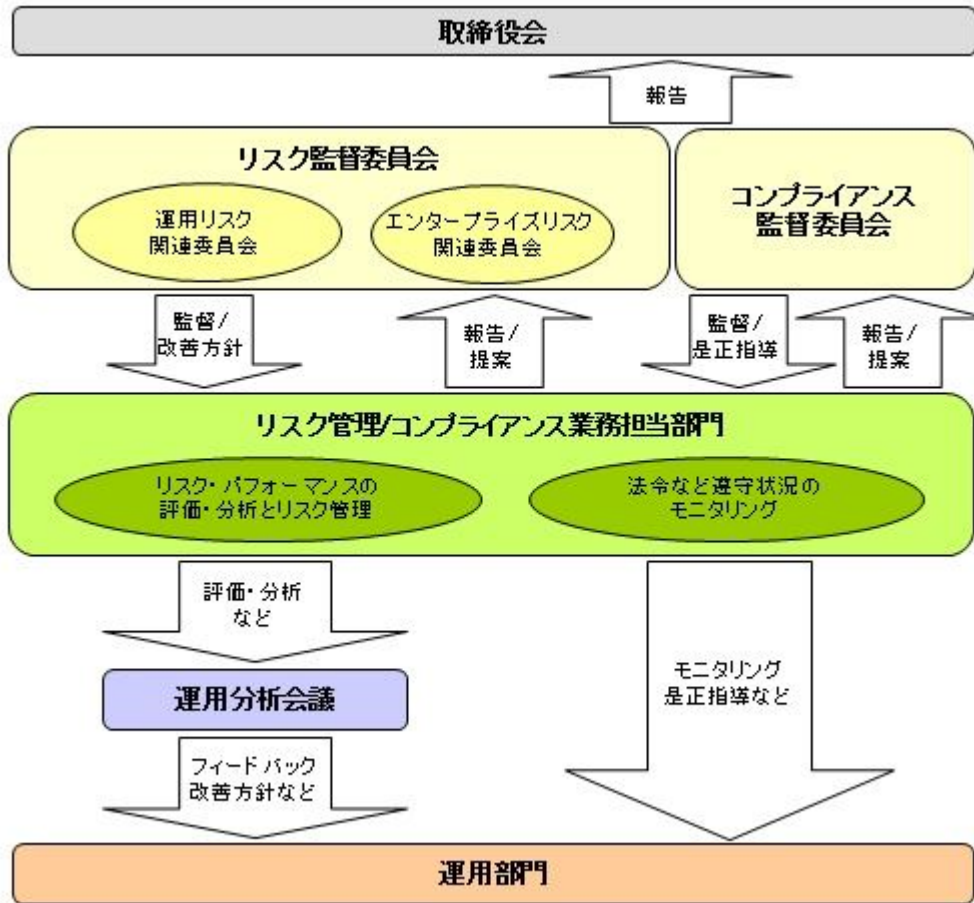 取締役会
報告
リスク監督委員会
運用リスク
関連委員会
エンタープライズリスク
関連委員会
コンプライアンス
監督委員会
監督/
改善方針
報告/
提案
監督/
是正指導
報告/
提案
リスク管理/コンプライアンス業務担当部門
リスク・パフォーマンスの
評価・分析とリスク管理
法令など遵守状況の
モニタリング
評価・分析
など
運用分析会議
モニタリング
是正指導など
フィードバック
改善方針など
運用部門